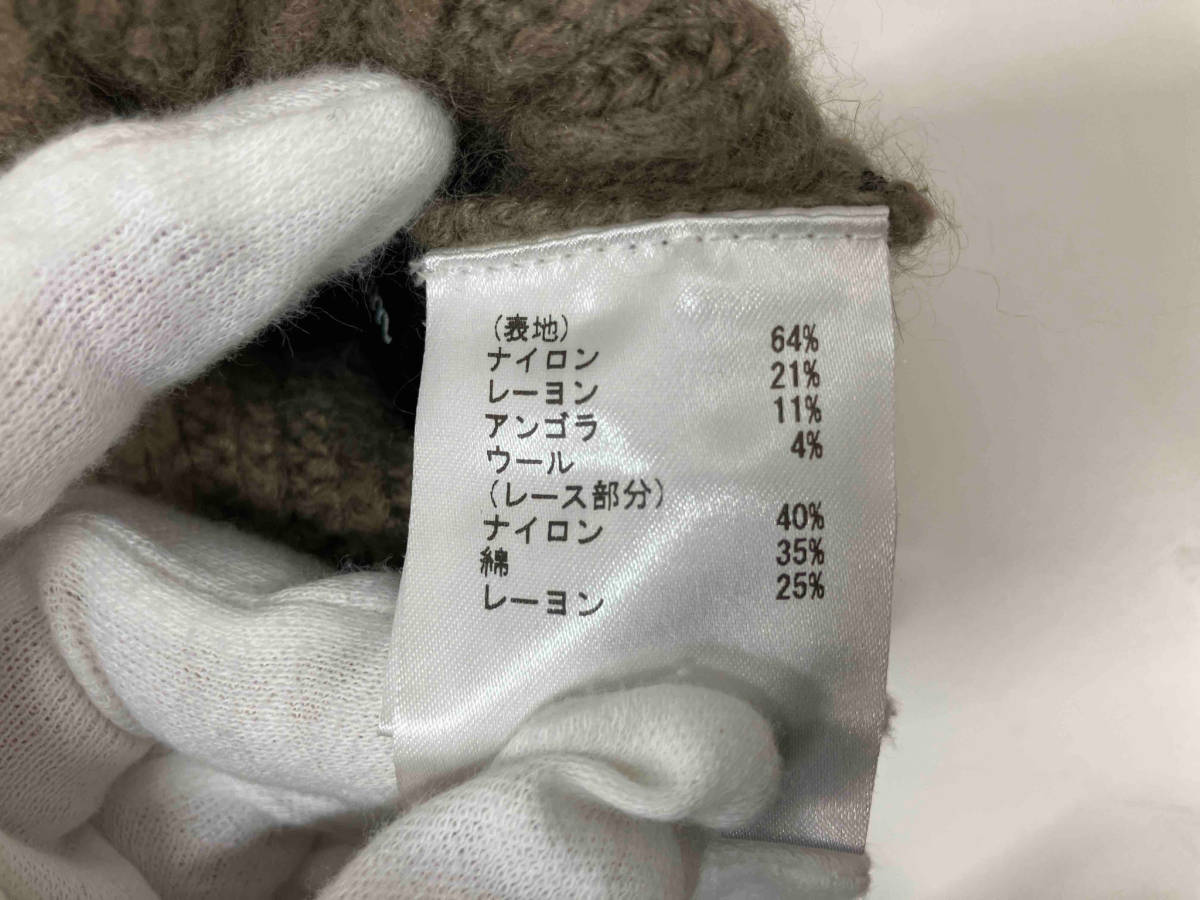 (表地)
ナイロン 64%
レーヨン 21%
アンゴラ 11%
ウール 4%
(レース部分)
ナイロン 40%
綿 35%
レーヨン 25%